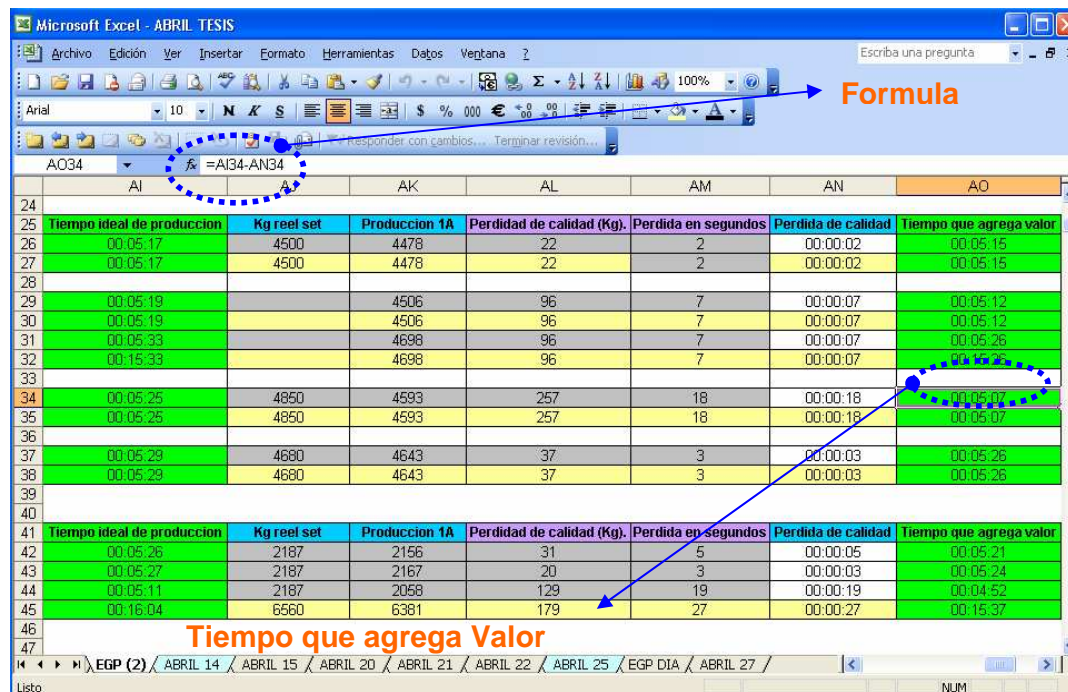 Microsoft Excel - ABRIL TESIS
Archivo Edición Ver Insertar Formato Herramientas Datos Ventana ? Escriba una pregunta
100%
Formula
Arial 10 N K S $ % 000 €
Responder con cambios... Terminar revisión...
AO34 fx =AI34-AN34
AI AJ AK AL AM AN AO
24
25 Tiempo ideal de produccion Kg reel set Produccion 1A Perdidad de calidad (Kg). Perdida en segundos Perdida de calidad Tiempo que agrega valor
26 00:05:17 4500 4478 22 2 00:00:02 00:05:15
27 00:05:17 4500 4478 22 2 00:00:02 00:05:15
28
29 00:05:19 4506 96 7 00:00:07 00:05:12
30 00:05:19 4506 96 7 00:00:07 00:05:12
31 00:05:33 4698 96 7 00:00:07 00:05:26
32 00:15:33 4698 96 7 00:00:07 00:15:26
33
34 00:05:25 4850 4593 257 18 00:00:18 00:05:07
35 00:05:25 4850 4593 257 18 00:00:18 00:05:07
36
37 00:05:29 4680 4643 37 3 00:00:03 00:05:26
38 00:05:29 4680 4643 37 3 00:00:03 00:05:26
39
40
41 Tiempo ideal de produccion Kg reel set Produccion 1A Perdidad de calidad (Kg). Perdida en segundos Perdida de calidad Tiempo que agrega valor
42 00:05:26 2187 2156 31 5 00:00:05 00:05:21
43 00:05:27 2187 2167 20 3 00:00:03 00:05:24
44 00:05:11 2187 2058 129 19 00:00:19 00:04:52
45 00:16:04 6560 6381 179 27 00:00:27 00:15:37
46
Tiempo que agrega Valor
47
EGP (2) ABRIL 14 ABRIL 15 ABRIL 20 ABRIL 21 ABRIL 22 ABRIL 25 EGP DIA ABRIL 27
Listo NUM